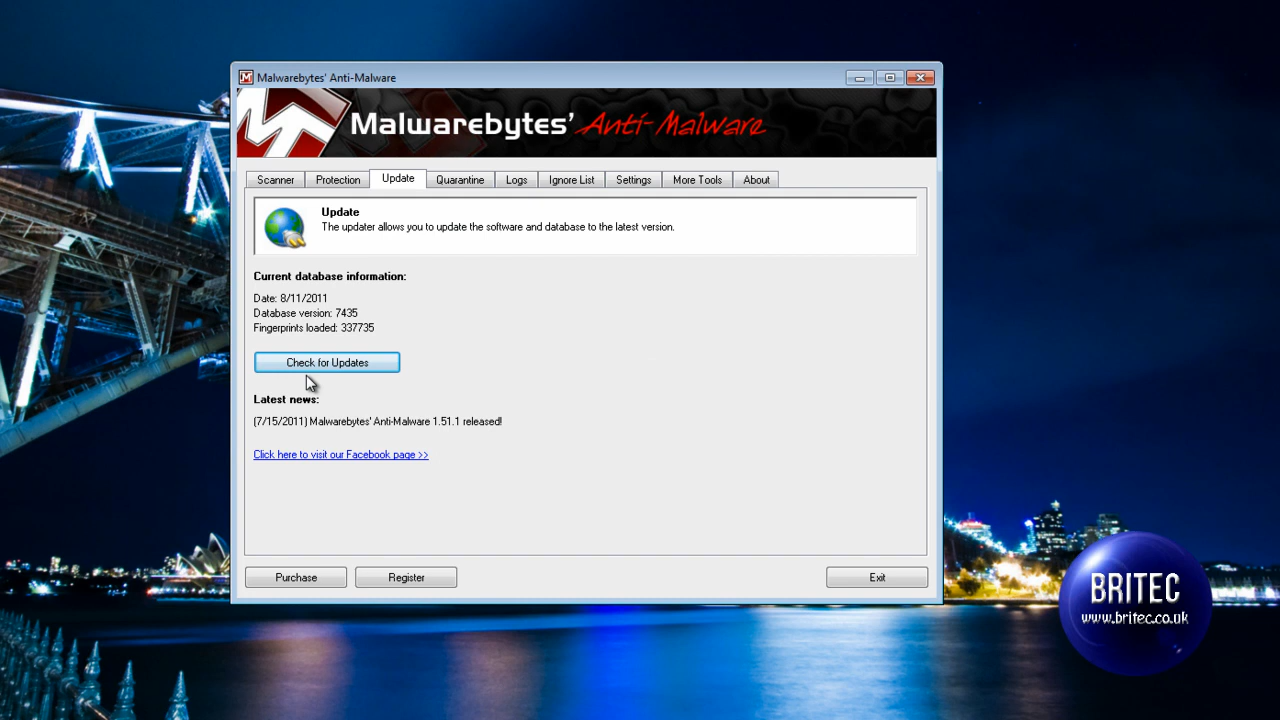 Malwarebytes' Anti-Malware
Malwarebytes' Anti-Malware
Scanner Protection Update Quarantine Logs Ignore List Settings More Tools About
Update
The updater allows you to update the software and database to the latest version.
Current database information:
Date: 8/11/2011
Database version: 7435
Fingerprints loaded: 337735
Check for Updates
Latest news:
(7/15/2011) Malwarebytes' Anti-Malware 1.51.1 released!
Click here to visit our Facebook page >>
Purchase Register Exit
BRITEC
www.britec.co.uk